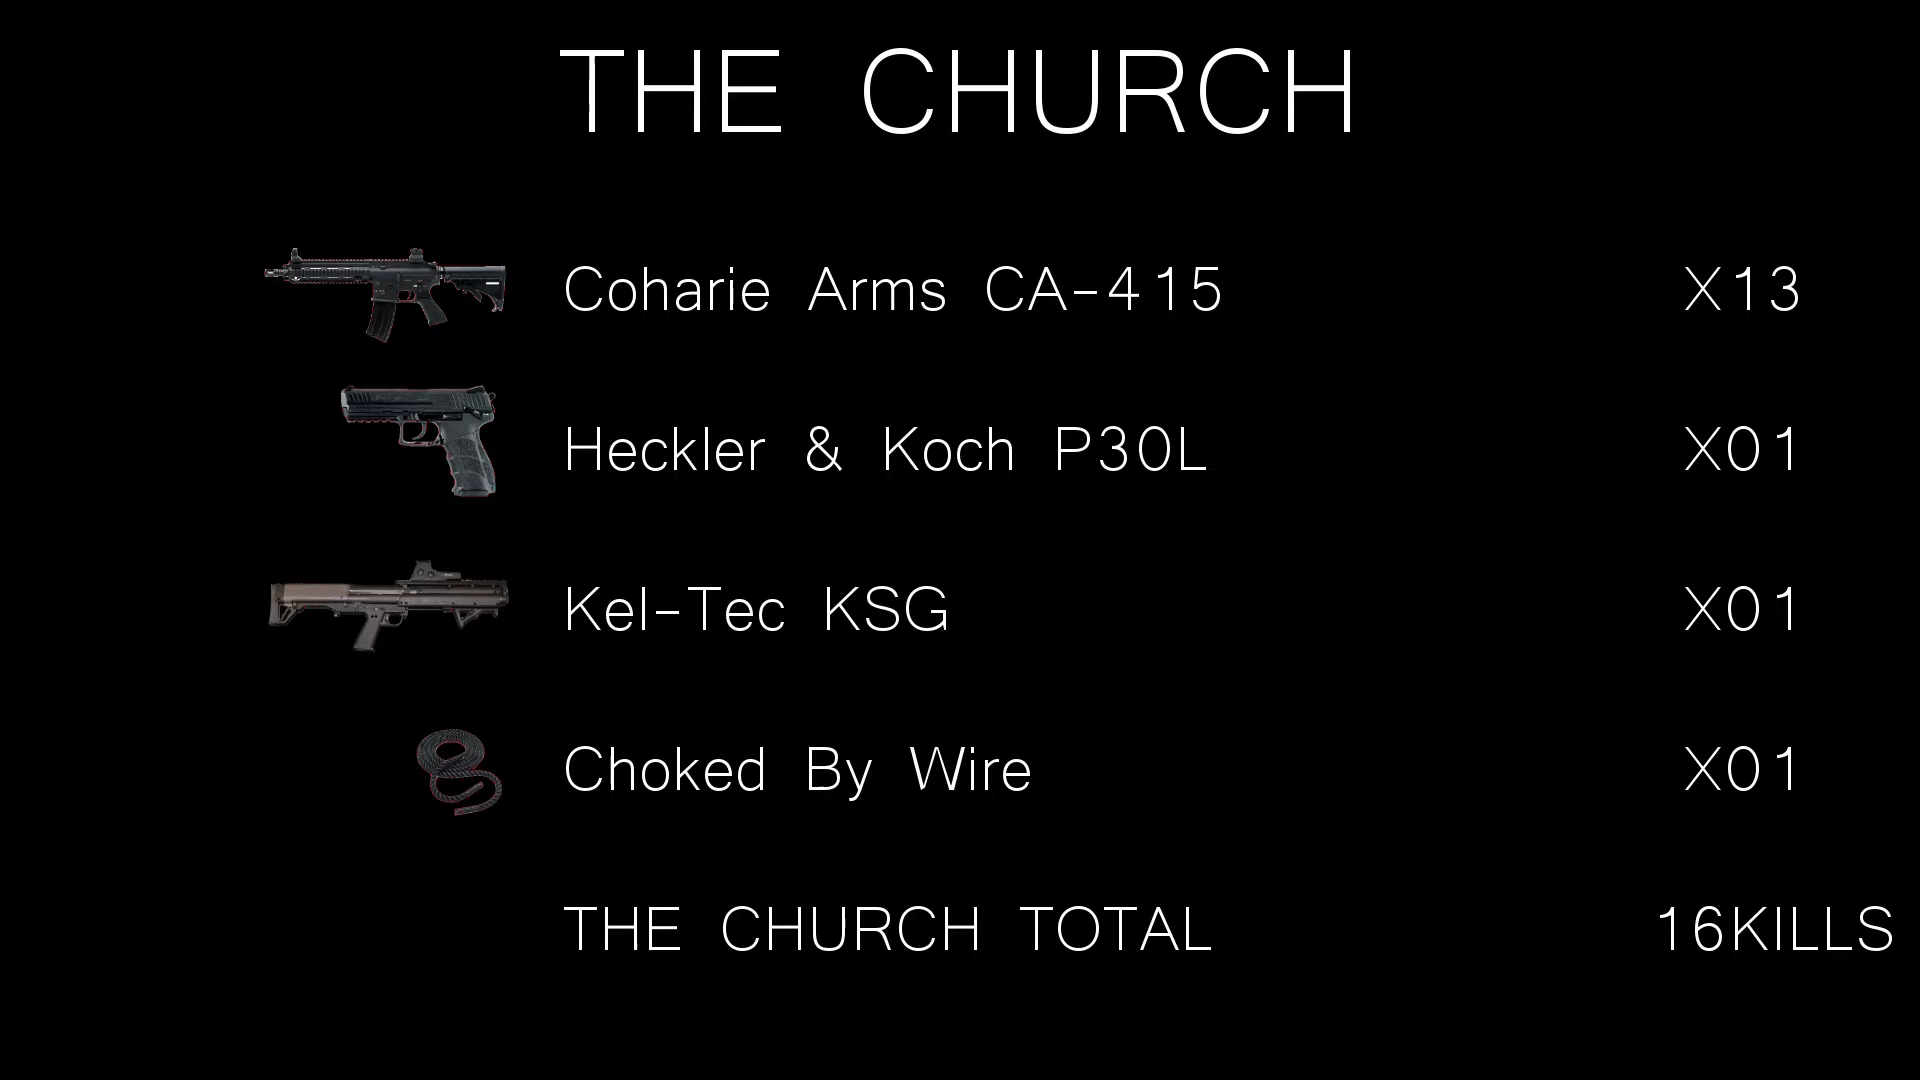 THE CHURCH
Coharie Arms CA-415 X13
Heckler & Koch P30L X01
Kel-Tec KSG X01
Choked By Wire X01
THE CHURCH TOTAL 16KILLS